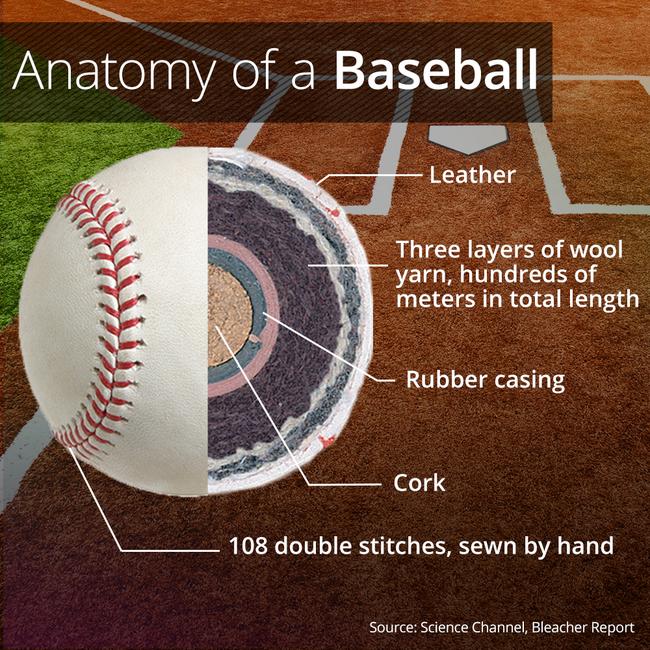 Anatomy of a Baseball
Leather
Three layers of wool
yarn, hundreds of
meters in total length
Rubber casing
Cork
108 double stitches, sewn by hand
Source: Science Channel, Bleacher Report